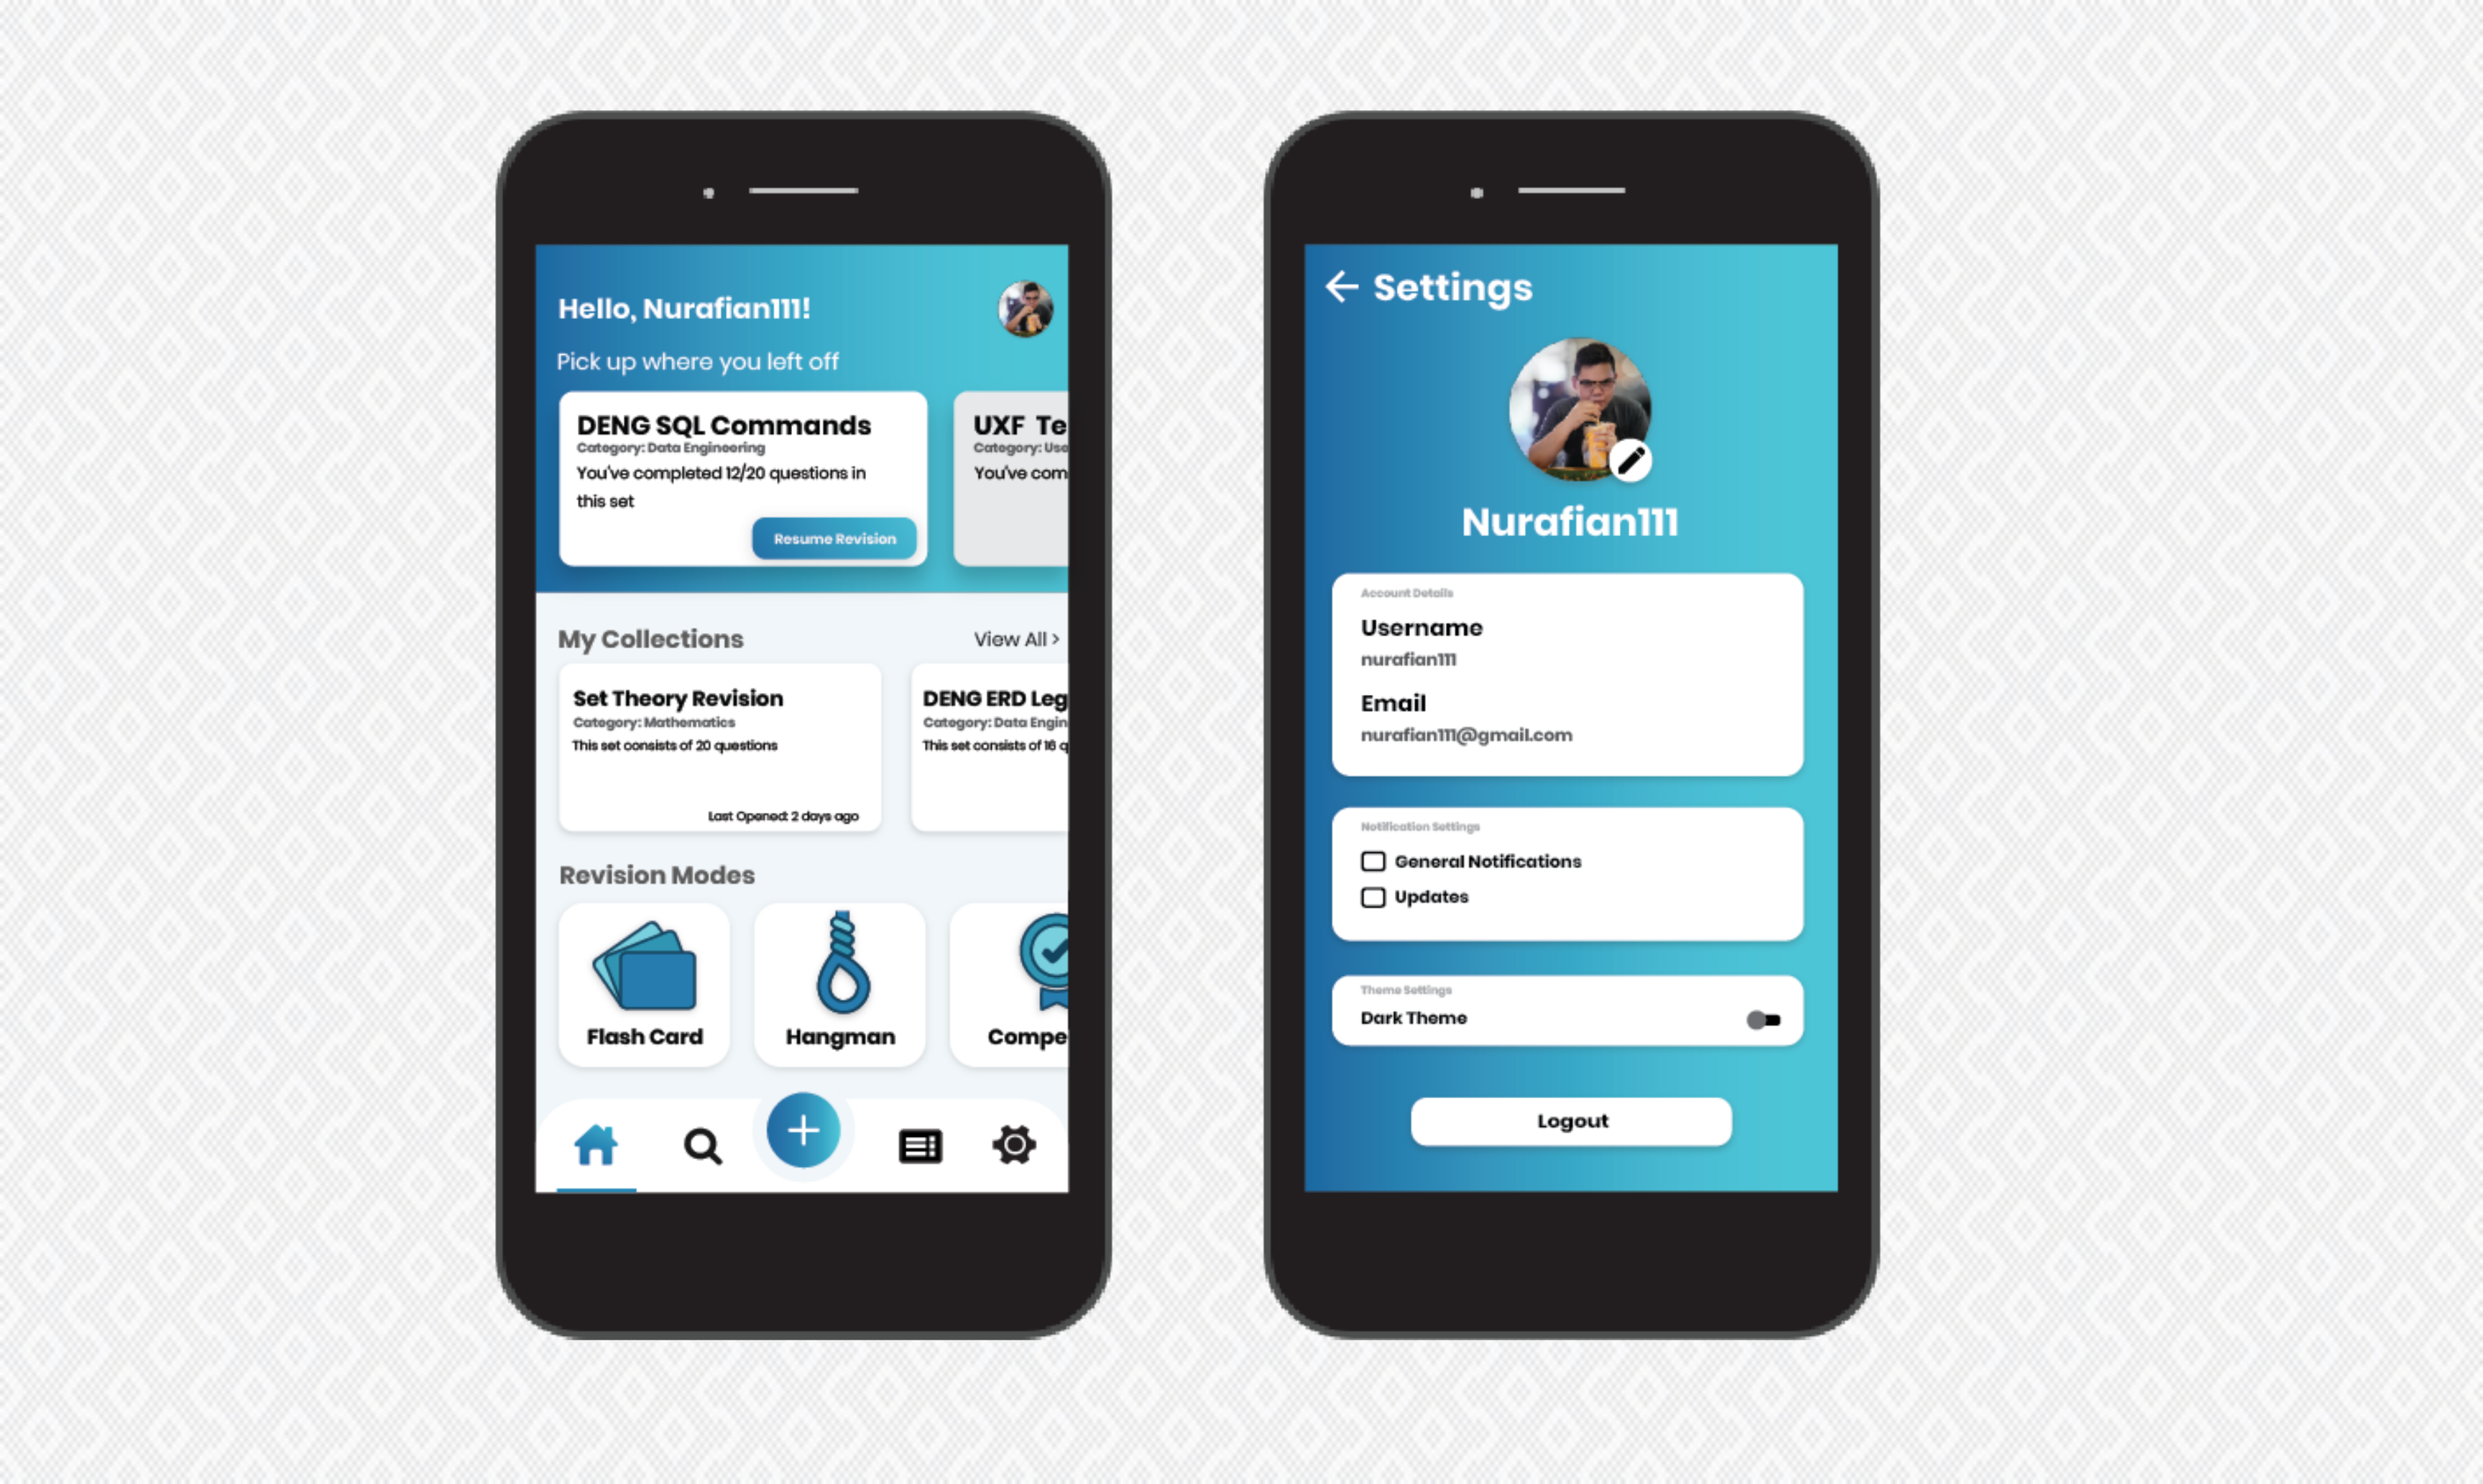 Hello, Nurafian111!
Pick up where you left off
DENG SQL Commands
Category: Data Engineering
You've completed 12/20 questions in
this set
Resume Revision
UXF Te
Category: Use
You've com
My Collections
View All >
Set Theory Revision
Category: Mathematics
This set consists of 20 questions
Last Opened: 2 days ago
DENG ERD Leg
Category: Data Engin
This set consists of 16 q
Revision Modes
Flash Card
Hangman
Compe
Settings
Nurafian111
Account Details
Username
nurafian111
Email
nurafian111@gmail.com
Notification Settings
General Notifications
Updates
Theme Settings
Dark Theme
Logout